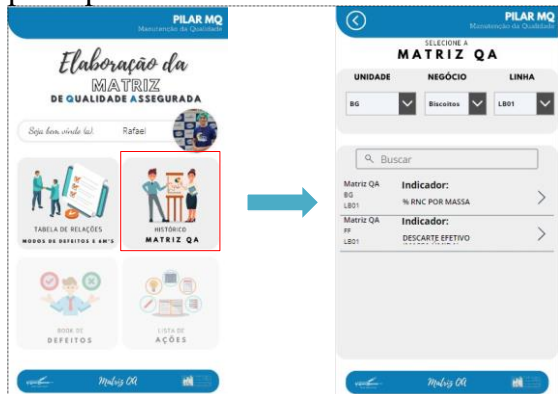 PILAR MQ
Manutenção da Qualidade
Elaboração da
MATRIZ
DE QUALIDADE ASSEGURADA
Seja bem vindo (a), Rafael
TABELA DE RELAÇÕES
MODOS DE DEFEITOS E 6M'S
HISTÓRICO
MATRIZ QA
BOOK DE
DEFEITOS
LISTA DE
AÇÕES
Matriz QA
PILAR MQ
Manutenção da Qualidade
SELECIONE A
MATRIZ QA
UNIDADE NEGÓCIO LINHA
BG Biscoitos LB01
Buscar
Matriz QA Indicador:
BG
LB01 % RNC POR MASSA
Matriz QA Indicador:
FF
LB01 DESCARTE EFETIVO
Matriz QA